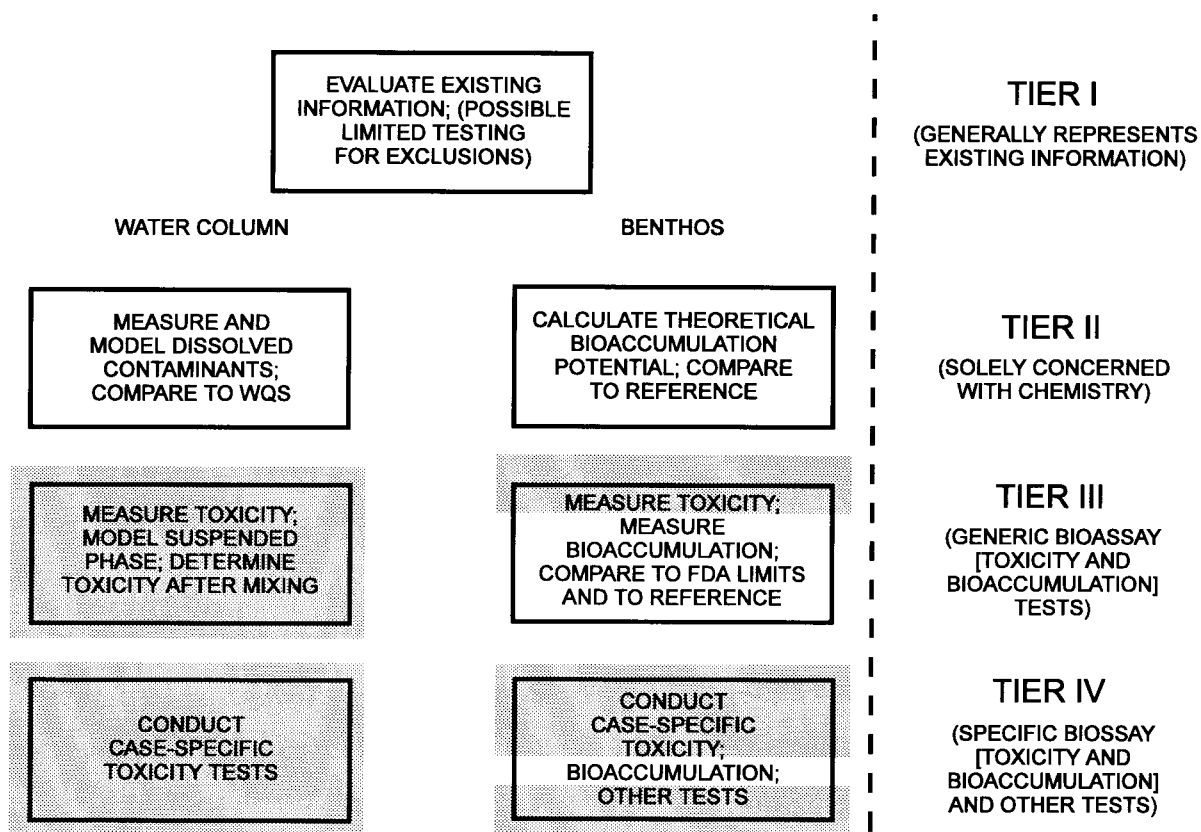 EVALUATE EXISTING
INFORMATION; (POSSIBLE
LIMITED TESTING
FOR EXCLUSIONS)
TIER I
(GENERALLY REPRESENTS
EXISTING INFORMATION)
WATER COLUMN
BENTHOS
MEASURE AND
MODEL DISSOLVED
CONTAMINANTS;
COMPARE TO WQS
CALCULATE THEORETICAL
BIOACCUMULATION
POTENTIAL; COMPARE
TO REFERENCE
TIER II
(SOLELY CONCERNED
WITH CHEMISTRY)
MEASURE TOXICITY;
MODEL SUSPENDED
PHASE; DETERMINE
TOXICITY AFTER MIXING
MEASURE TOXICITY;
MEASURE
BIOACCUMULATION;
COMPARE TO FDA LIMITS
AND TO REFERENCE
TIER III
(GENERIC BIOASSAY
[TOXICITY AND
BIOACCUMULATION]
TESTS)
CONDUCT
CASE-SPECIFIC
TOXICITY TESTS
CONDUCT
CASE-SPECIFIC
TOXICITY;
BIOACCUMULATION;
OTHER TESTS
TIER IV
(SPECIFIC BIOSSAY
[TOXICITY AND
BIOACCUMULATION]
AND OTHER TESTS)